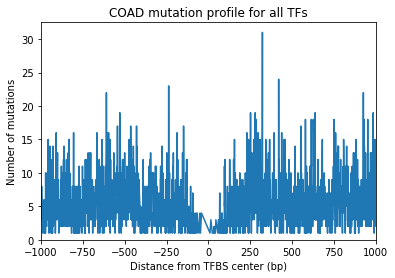 COAD mutation profile for all TFs
Number of mutations
30
25
20
15
10
5
0
−1000 −750 −500 −250 0 250 500 750 1000
Distance from TFBS center (bp)